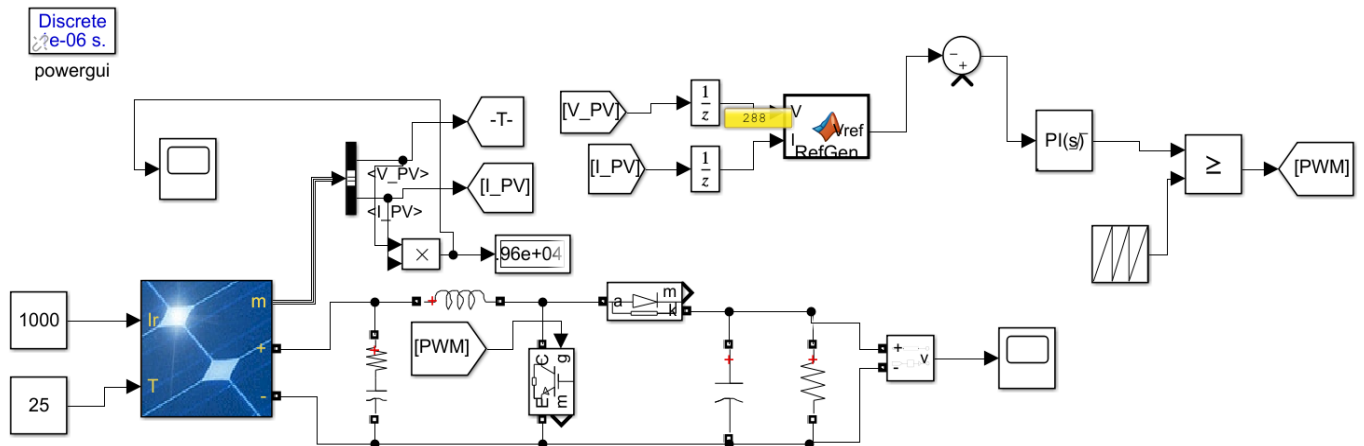 Discrete
e-06 s.
powergui
-T-
[V_PV]
1
z
288
V
Vref
I
RefGen
-
+
PI(s)
≥
[PWM]
<V_PV>
[I_PV]
<I_PV>
[I_PV]
1
z
×
.96e+04
1000
Ir
m
+
25
T
-
[PWM]
g
C
E
m
a
m
k
+
-
v